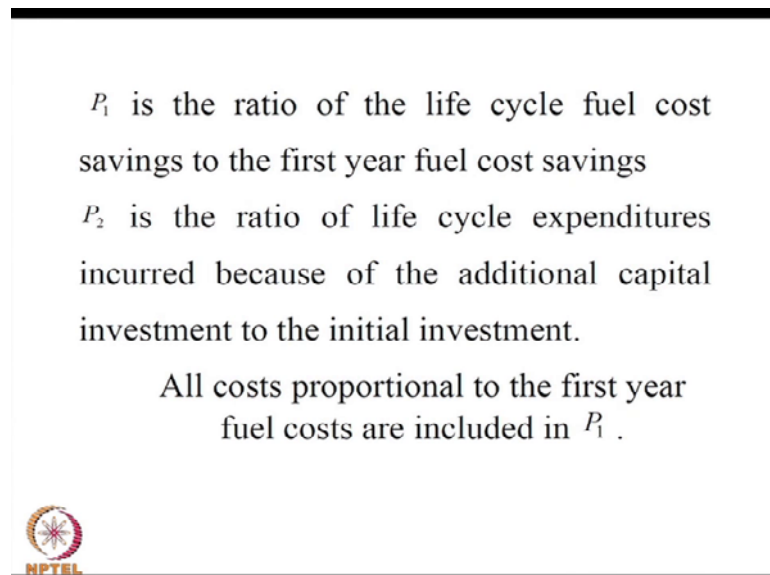 P₁ is the ratio of the life cycle fuel cost
savings to the first year fuel cost savings
P₂ is the ratio of life cycle expenditures
incurred because of the additional capital
investment to the initial investment.
All costs proportional to the first year
fuel costs are included in P₁ .
NPTEL